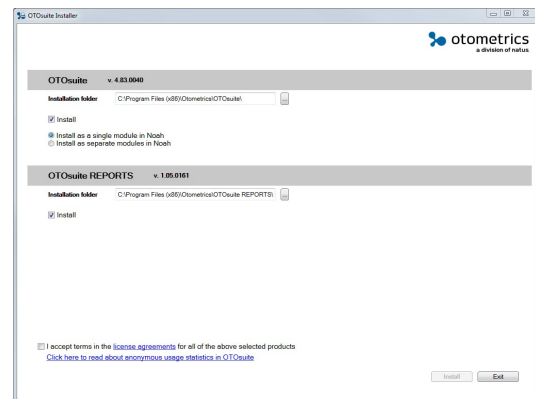 OTOsuite Installer
otometrics
a division of natus
OTOsuite v. 4.83.0040
Installation folder C:\Program Files (x86)\Otometrics\OTOsuite\ ...
Install
Install as a single module in Noah
Install as separate modules in Noah
OTOsuite REPORTS v. 1.05.0161
Installation folder C:\Program Files (x86)\Otometrics\OTOsuite REPORTS\ ...
Install
I accept terms in the license agreements for all of the above selected products
Click here to read about anonymous usage statistics in OTOsuite
Install Exit